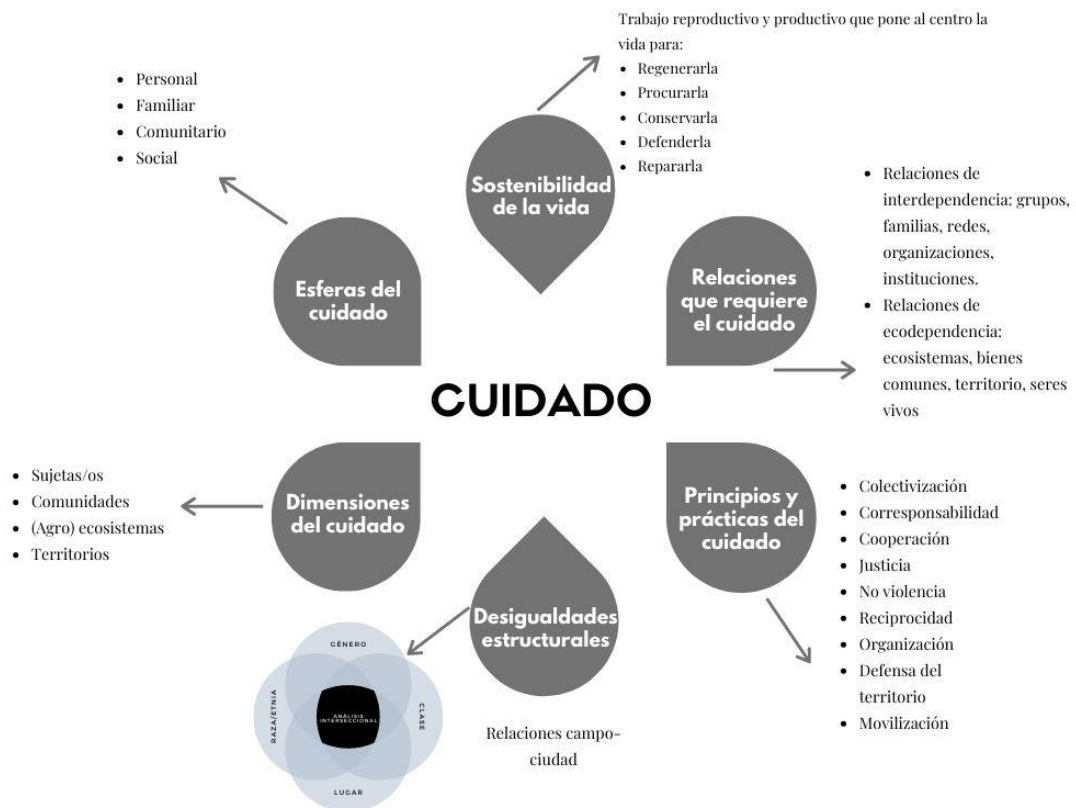 Trabajo reproductivo y productivo que pone al centro la
vida para:
• Regenerarla
• Procurarla
• Conservarla
• Defenderla
• Repararla
• Personal
• Familiar
• Comunitario
• Social
Sostenibilidad
de la vida
• Relaciones de
interdependencia: grupos,
familias, redes,
organizaciones,
instituciones.
• Relaciones de
ecodependencia:
ecosistemas, bienes
comunes, territorio, seres
vivos
Esferas del
cuidado
Relaciones
que requiere
el cuidado
CUIDADO
• Sujetas/os
• Comunidades
• (Agro) ecosistemas
• Territorios
Dimensiones
del cuidado
Principios y
prácticas del
cuidado
• Colectivización
• Corresponsabilidad
• Cooperación
• Justicia
• No violencia
• Reciprocidad
• Organización
• Defensa del
territorio
• Movilización
Desigualdades
estructurales
GÉNERO
RAZA/ETNIA
ANÁLISIS
INTERSECCIONAL
CLASE
LUGAR
Relaciones campo-
ciudad